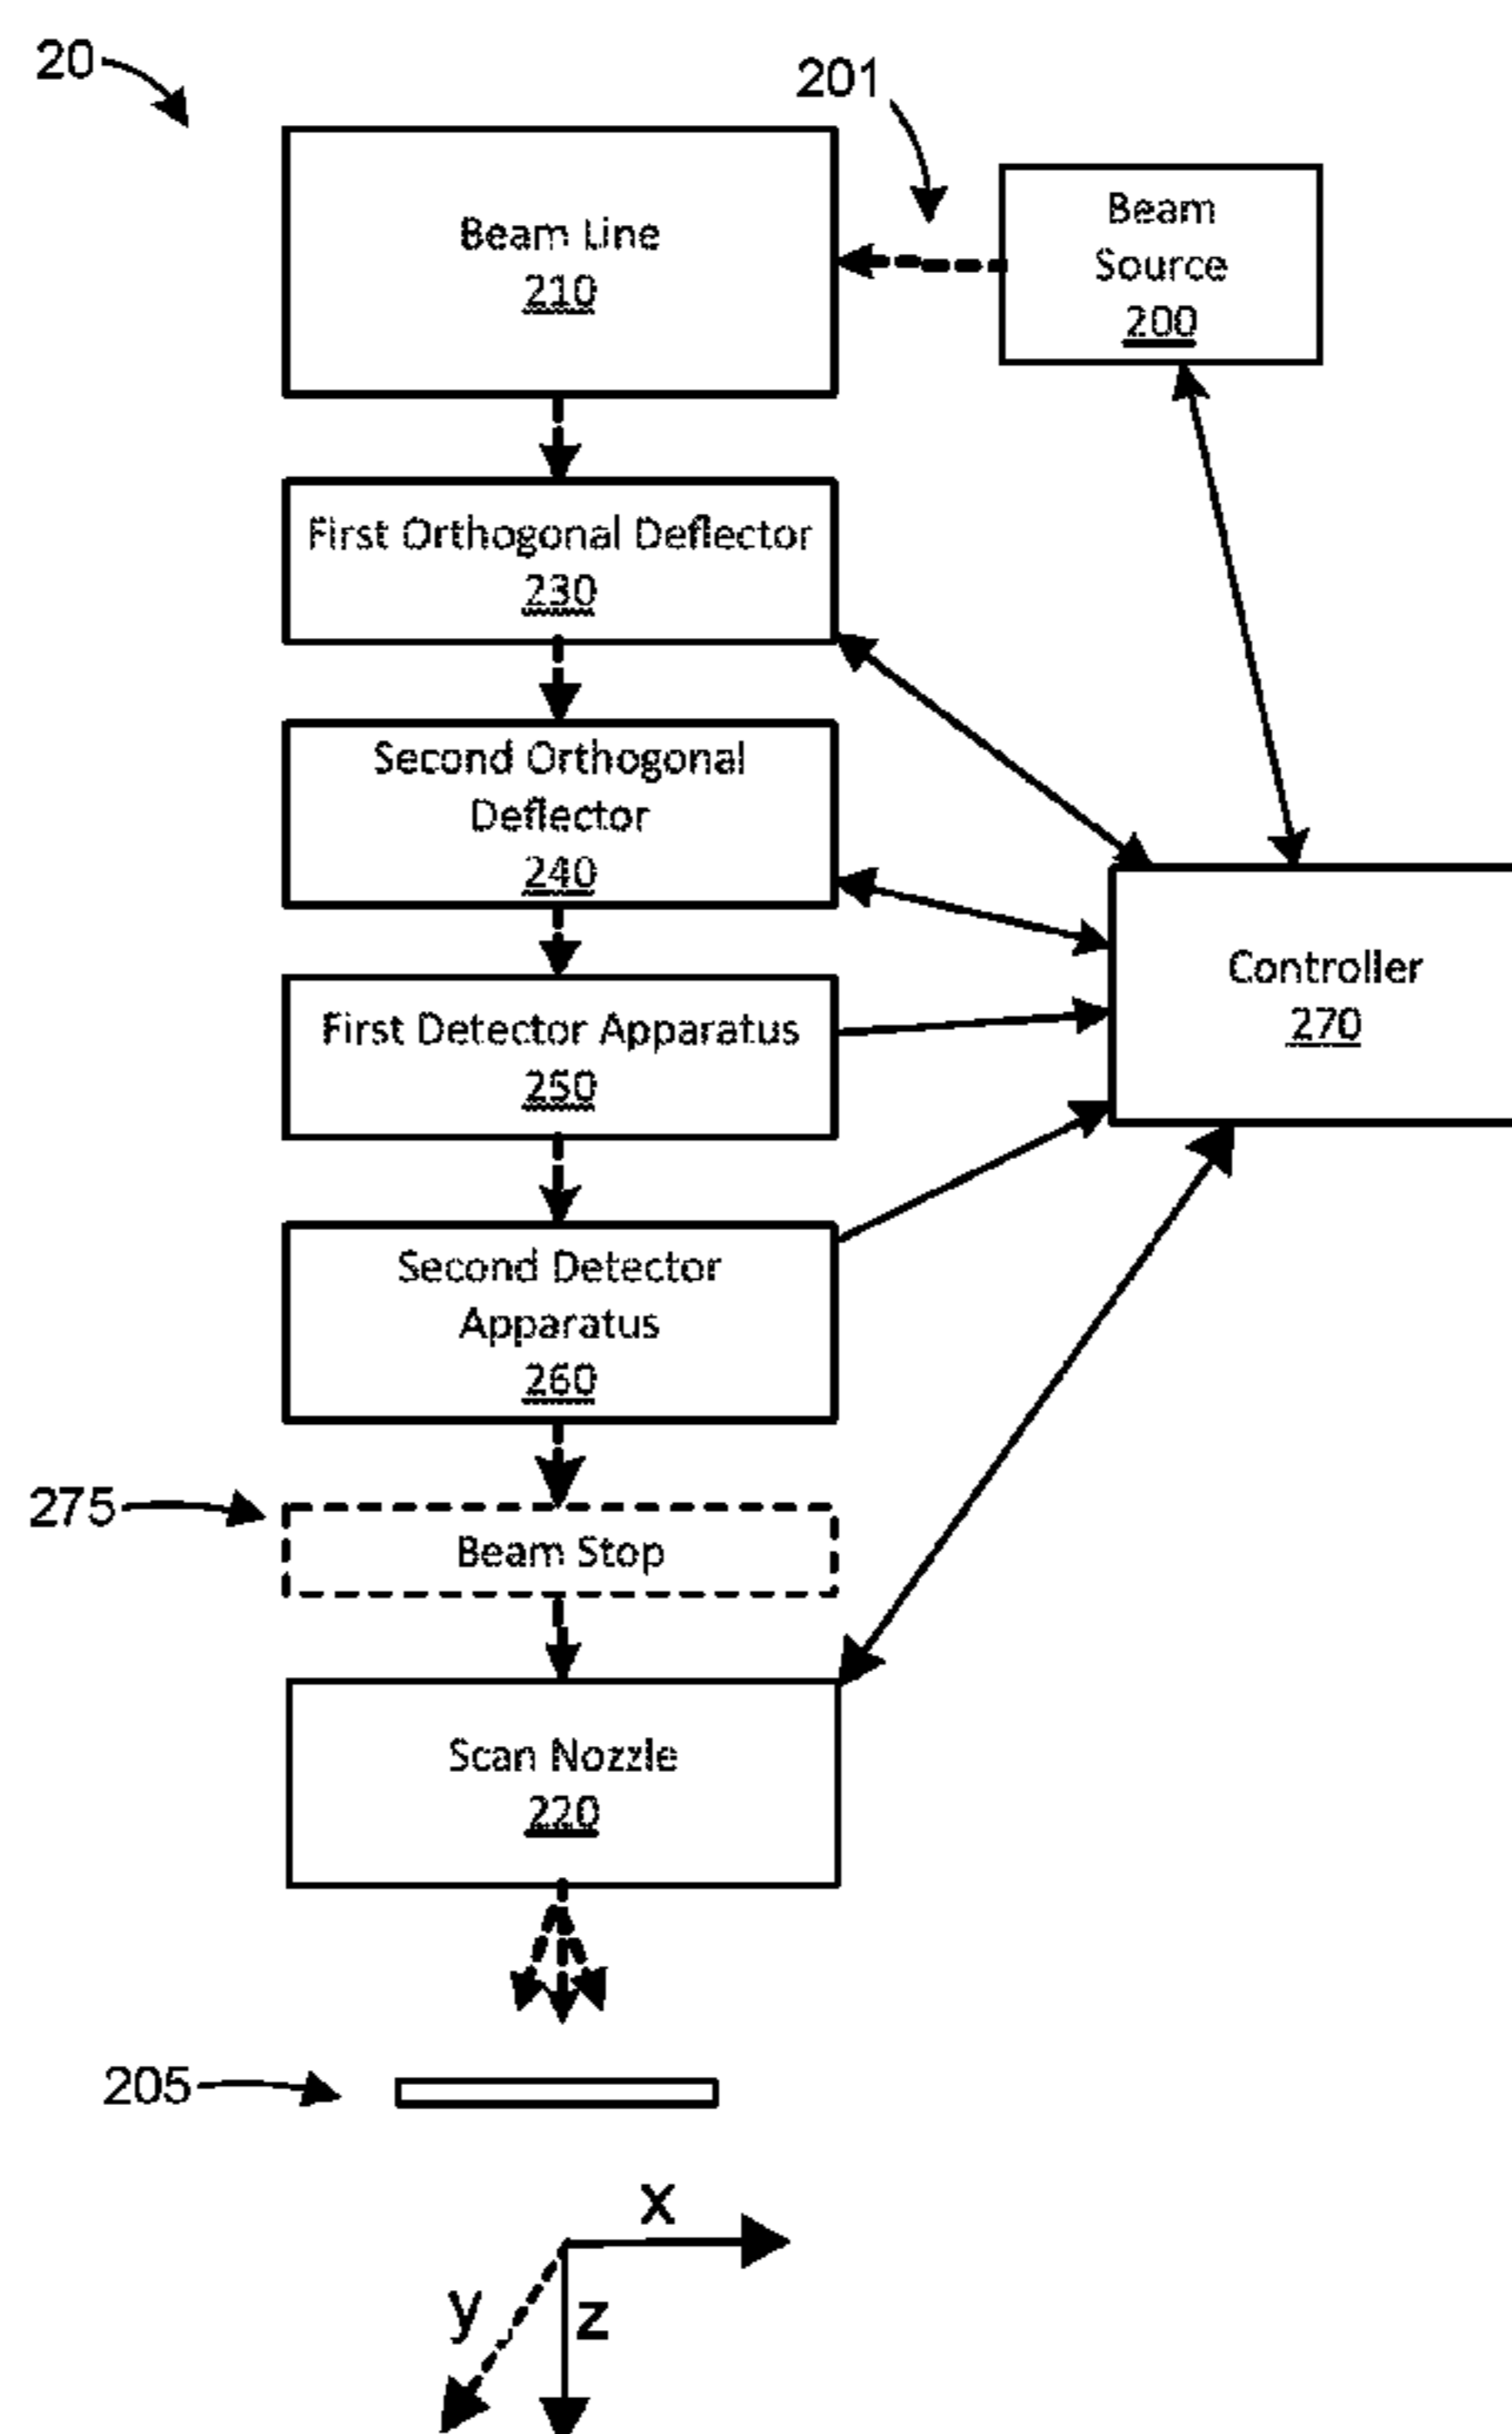 20
201
Beam Line
210
Beam
Source
200
First Orthogonal Deflector
230
Second Orthogonal
Deflector
240
First Detector Apparatus
250
Controller
270
Second Detector
Apparatus
260
275
Beam Stop
Scan Nozzle
220
205
x
y
z